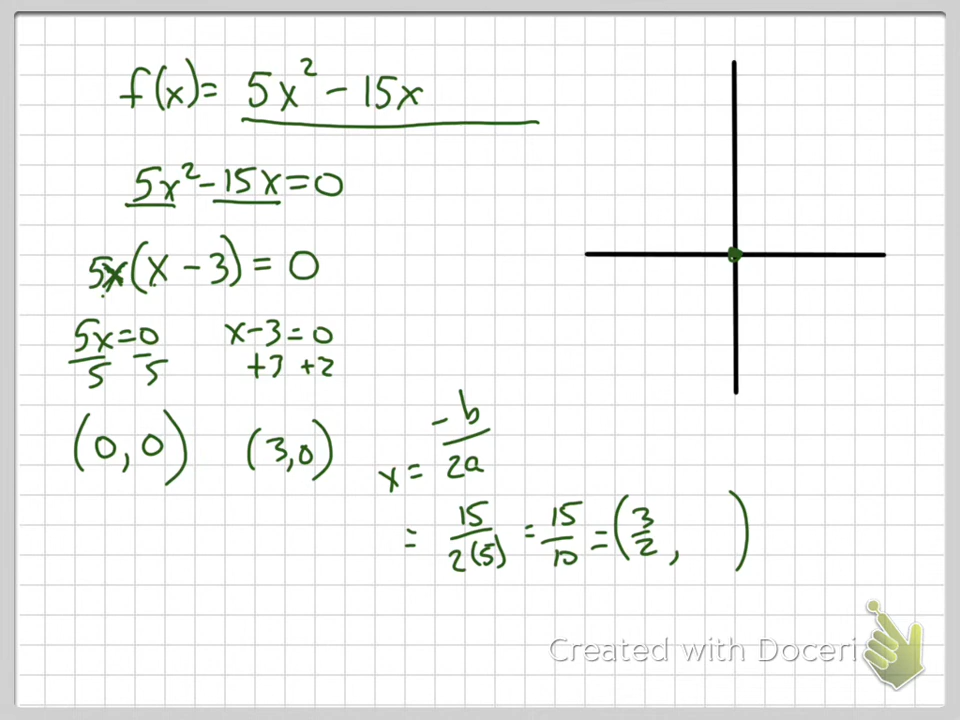 f(x)= 5x² - 15x
5x² - 15x = 0
5x(x - 3) = 0
5x=0 x-3=0
5 5 +3 +2
(0,0) (3,0)
x = -b/2a
= 15/2(5) = 15/10 = (3/2, )
Created with Doceri